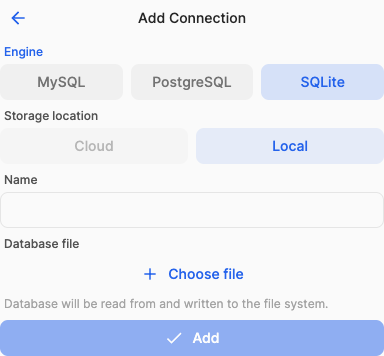 Add Connection
Engine
MySQL PostgreSQL SQLite
Storage location
Cloud Local
Name
Database file
Choose file
Database will be read from and written to the file system.
Add